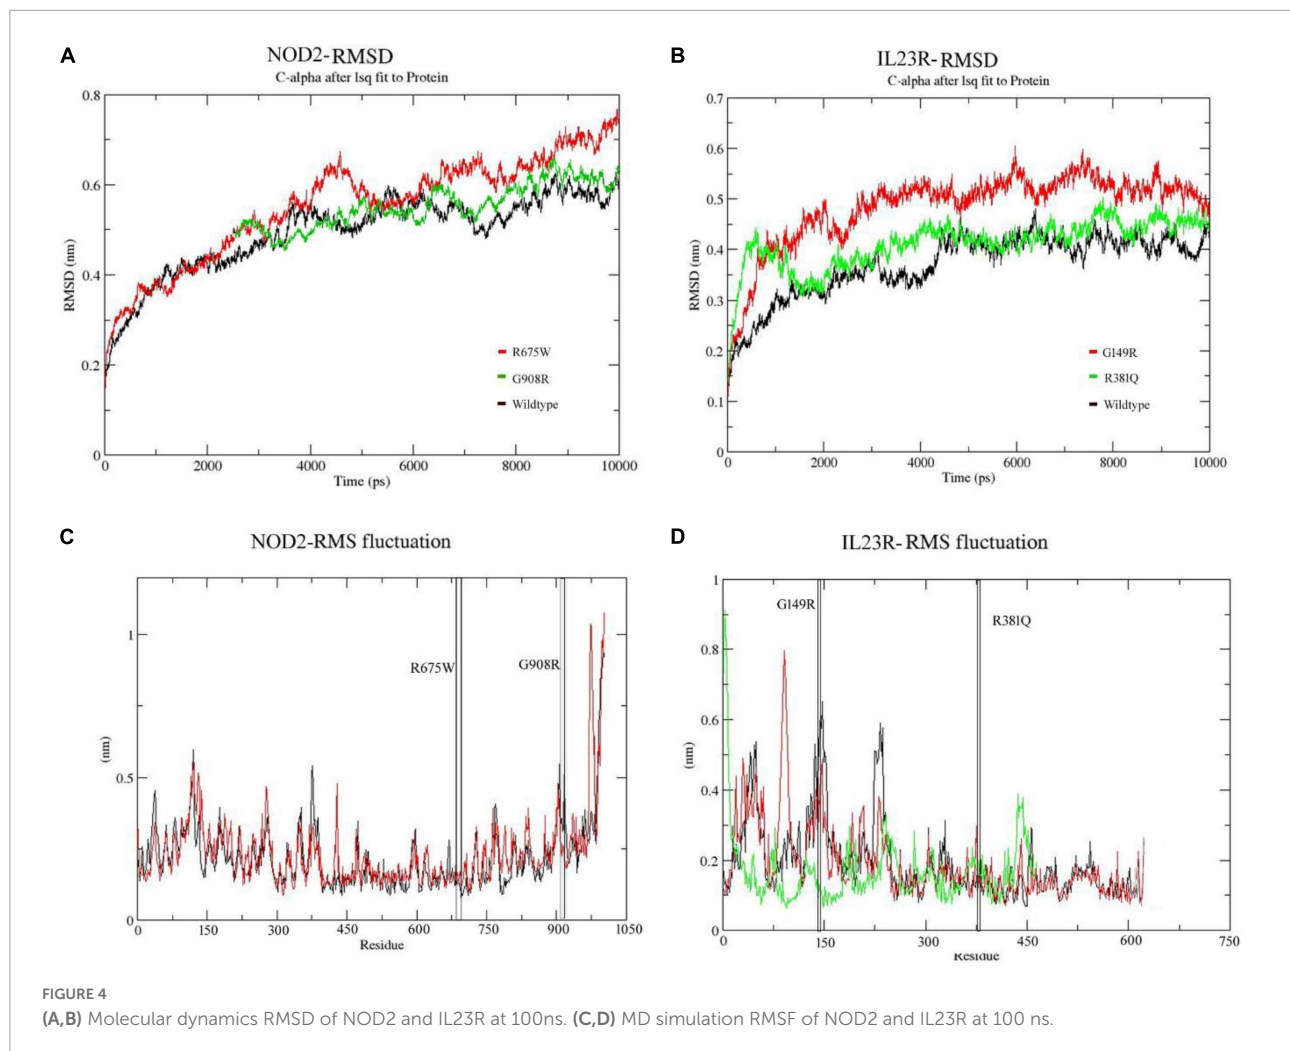 A
NOD2-RMSD
C-alpha after lsq fit to Protein
0.8
0.6
0.4
0.2
0
RMSD (nm)
R675W
G908R
Wildtype
0
2000
4000
6000
8000
10000
Time (ps)
B
IL23R-RMSD
C-alpha after lsq fit to Protein
0.7
0.6
0.5
0.4
0.3
0.2
0.1
0
RMSD (nm)
G149R
R381Q
Wildtype
0
2000
4000
6000
8000
10000
Time (ps)
C
NOD2-RMS fluctuation
1
0.5
0
(nm)
R675W
G908R
0
150
300
450
600
750
900
1050
Residue
D
IL23R-RMS fluctuation
1
0.8
0.6
0.4
0.2
0
(nm)
G149R
R381Q
0
150
300
450
600
750
Residue
FIGURE 4
(A,B) Molecular dynamics RMSD of NOD2 and IL23R at 100ns. (C,D) MD simulation RMSF of NOD2 and IL23R at 100 ns.